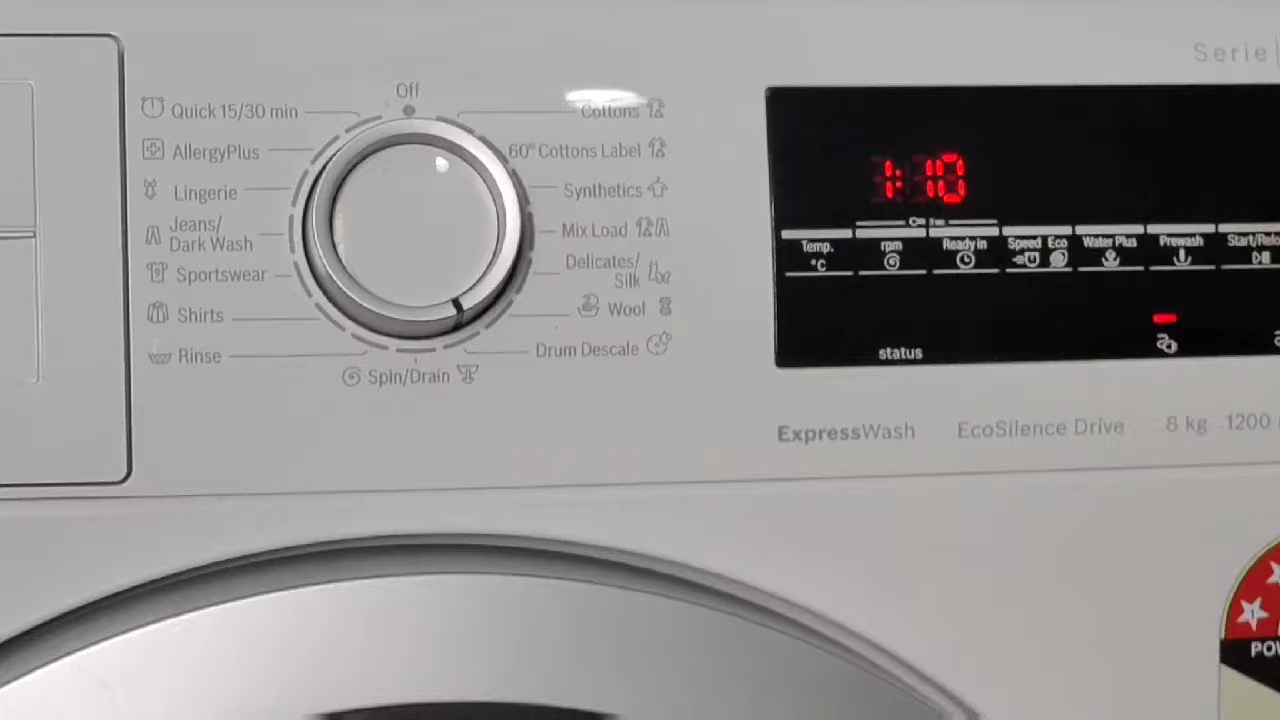 Serie
Off
Quick 15/30 min
AllergyPlus
Lingerie
Jeans/
Dark Wash
Sportswear
Shirts
Rinse
Spin/Drain
Cottons
60° Cottons Label
Synthetics
Mix Load
Delicates/
Silk
Wool
Drum Descale
1:10
Temp. rpm Ready in Speed Eco Water Plus Prewash
°C
status
ExpressWash EcoSilence Drive 8 kg 1200